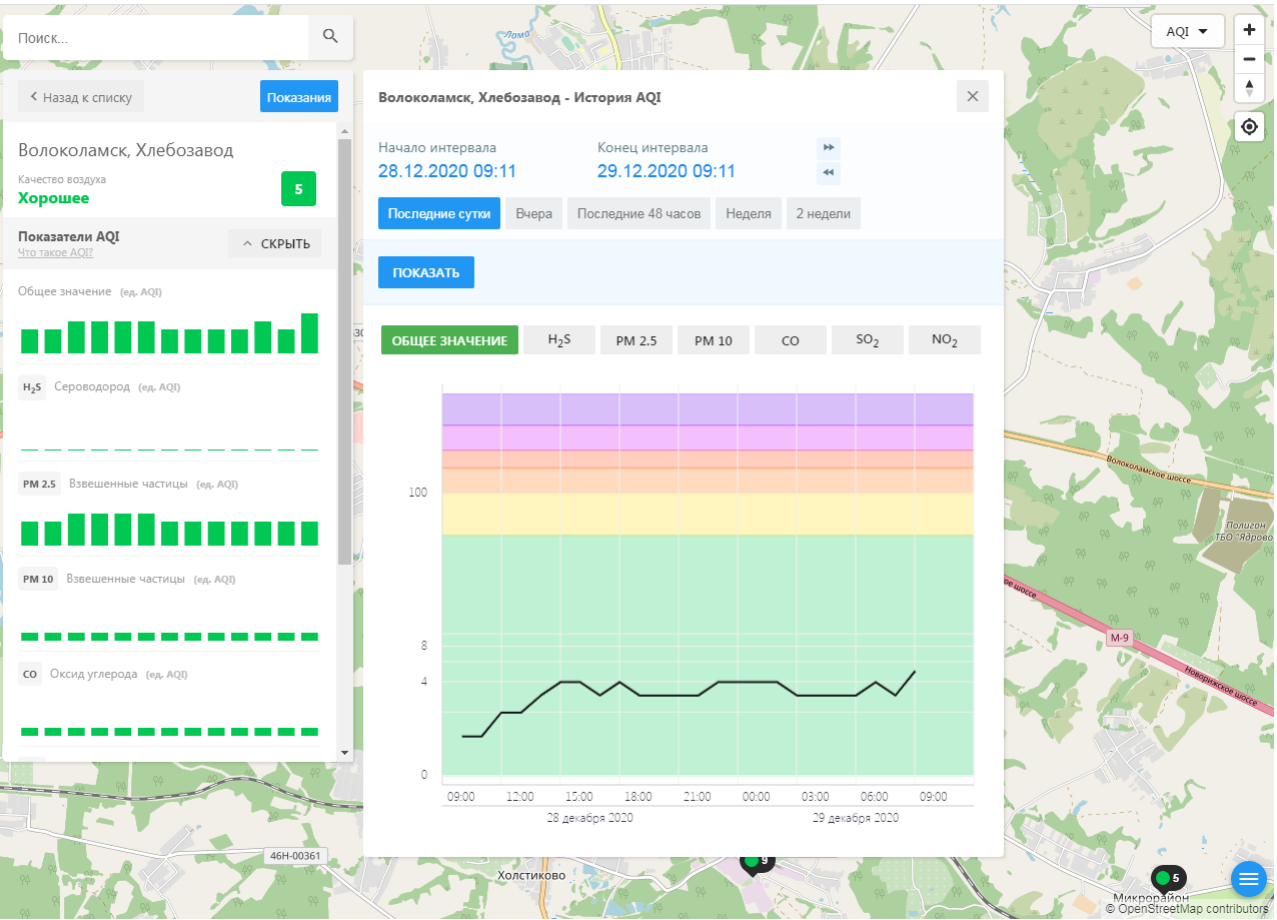 Поиск...
Лама
AQI
Назад к списку
Показания
Волоколамск, Хлебозавод
Качество воздуха
Хорошее
5
Показатели AQI
Что такое AQI?
СКРЫТЬ
Общее значение (ед. AQI)
H₂S Сероводород (ед. AQI)
PM 2.5 Взвешенные частицы (ед. AQI)
PM 10 Взвешенные частицы (ед. AQI)
CO Оксид углерода (ед. AQI)
Волоколамск, Хлебозавод - История AQI
Начало интервала
28.12.2020 09:11
Конец интервала
29.12.2020 09:11
Последние сутки
Вчера
Последние 48 часов
Неделя
2 недели
ПОКАЗАТЬ
ОБЩЕЕ ЗНАЧЕНИЕ
H₂S
PM 2.5
PM 10
CO
SO₂
NO₂
100
8
4
0
09:00 12:00 15:00 18:00 21:00 00:00 03:00 06:00 09:00
28 декабря 2020 29 декабря 2020
Волоколамское шоссе
Полигон
ТБО "Ядрово
шоссе
М-9
Новорижское шоссе
46Н-00361
Холстиково
9
5
Микрорайон
© OpenStreetMap contributors